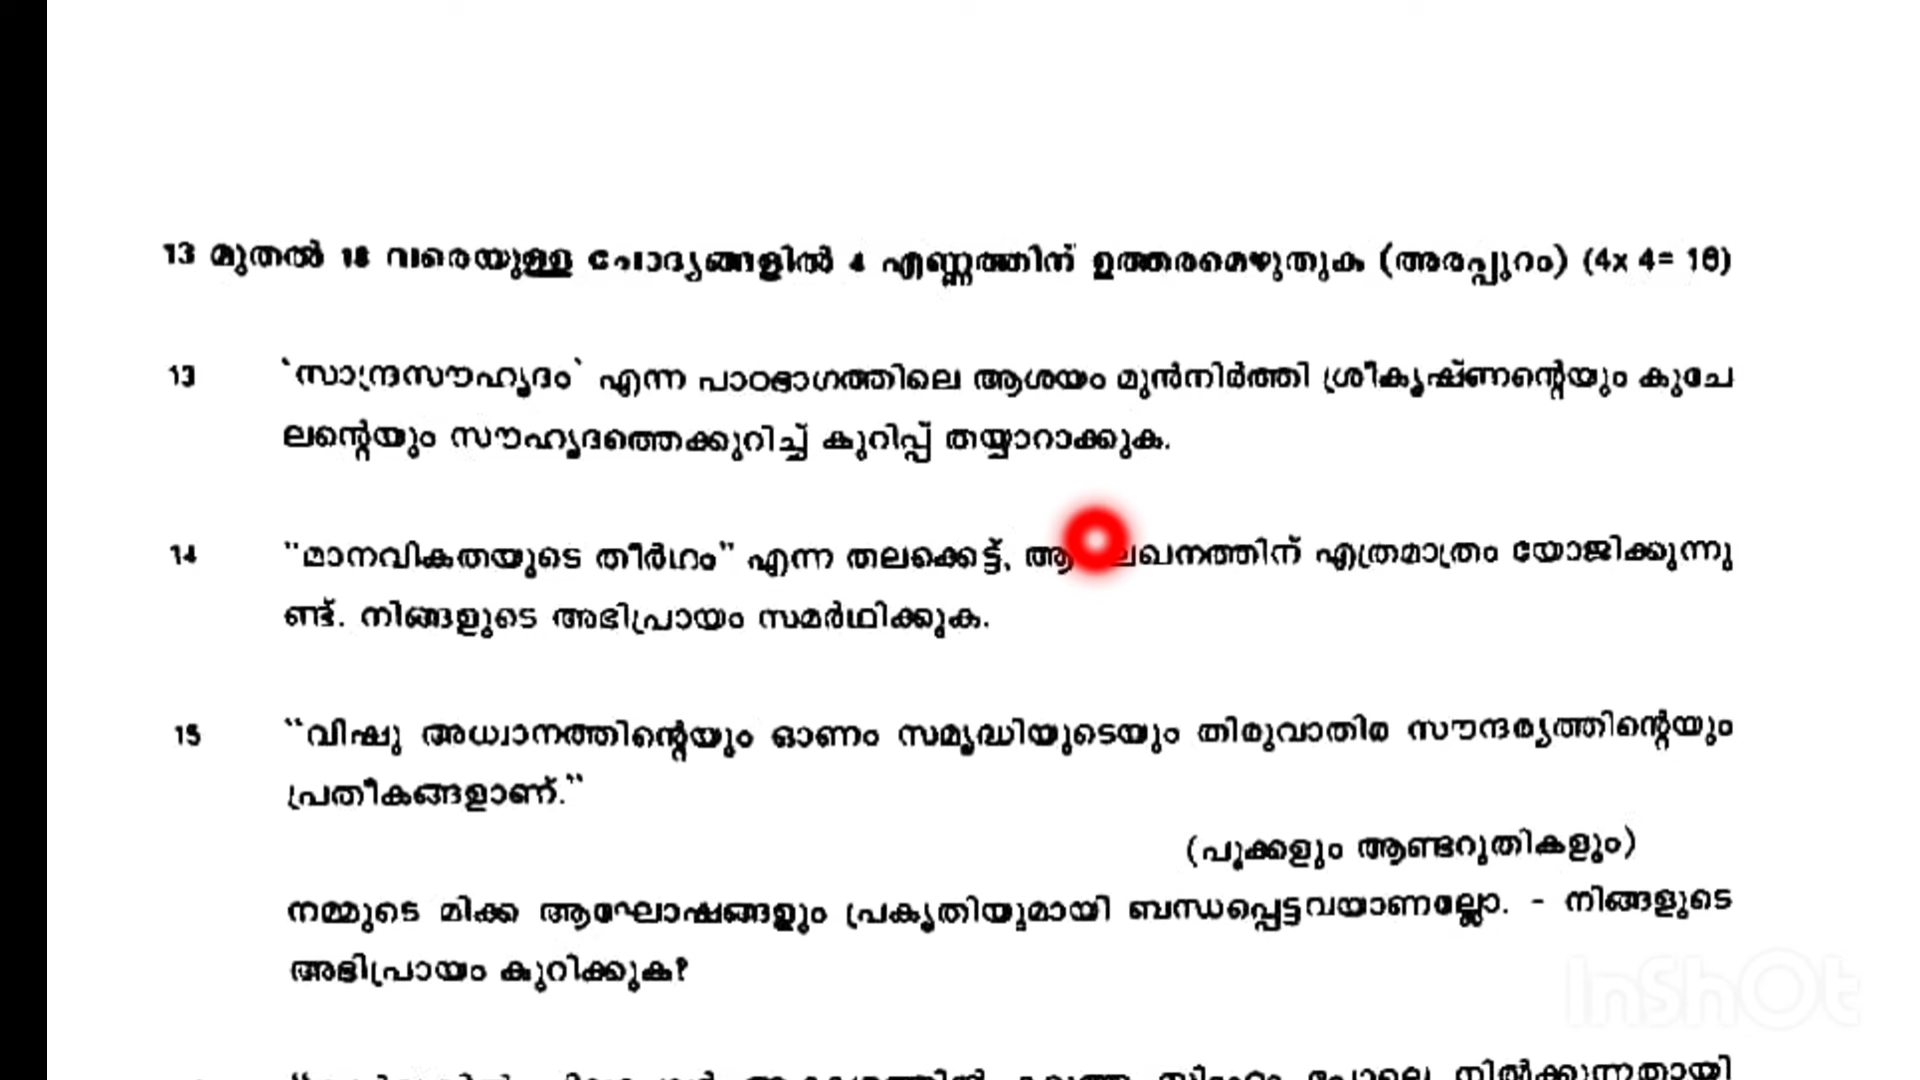 13 മുതൽ 18 വരെയുള്ള ചോദ്യങ്ങളിൽ 4 എണ്ണത്തിന് ഉത്തരമെഴുതുക (അരപ്പുറം) (4x 4= 16)
13 `സാന്ദ്രസൗഹൃദം` എന്ന പാഠഭാഗത്തിലെ ആശയം മുൻനിർത്തി ശ്രീകൃഷ്ണന്റെയും കുചേ
ലന്റെയും സൗഹൃദത്തെക്കുറിച്ച് കുറിപ്പ് തയ്യാറാക്കുക.
14 "മാനവികതയുടെ തീർഥം" എന്ന തലക്കെട്ട്, എത്രമാത്രം യോജിക്കുന്നു
ണ്ട്. നിങ്ങളുടെ അഭിപ്രായം സമർഥിക്കുക.
15 "വിഷു അധ്വാനത്തിന്റെയും ഓണം സമൃദ്ധിയുടെയും തിരുവാതിര സൗന്ദര്യത്തിന്റെയും
പ്രതീകങ്ങളാണ്."
(പൂക്കളും ആണ്ടറുതികളും)
നമ്മുടെ മിക്ക ആഘോഷങ്ങളും പ്രകൃതിയുമായി ബന്ധപ്പെട്ടവയാണല്ലോ. - നിങ്ങളുടെ
അഭിപ്രായം കുറിക്കുക?
InShOt